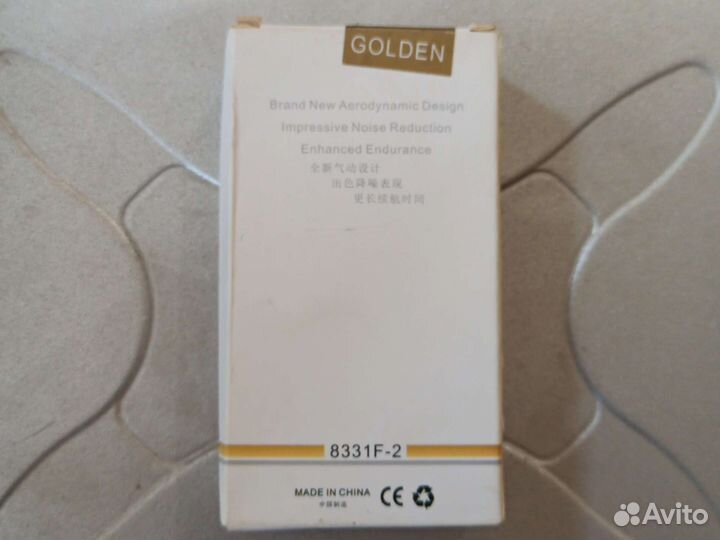 GOLDEN
Brand New Aerodynamic Design
Impressive Noise Reduction
Enhanced Endurance
全新气动设计
出色降噪表现
更长续航时间
8331F-2
MADE IN CHINA
中国制造
CE
Avito